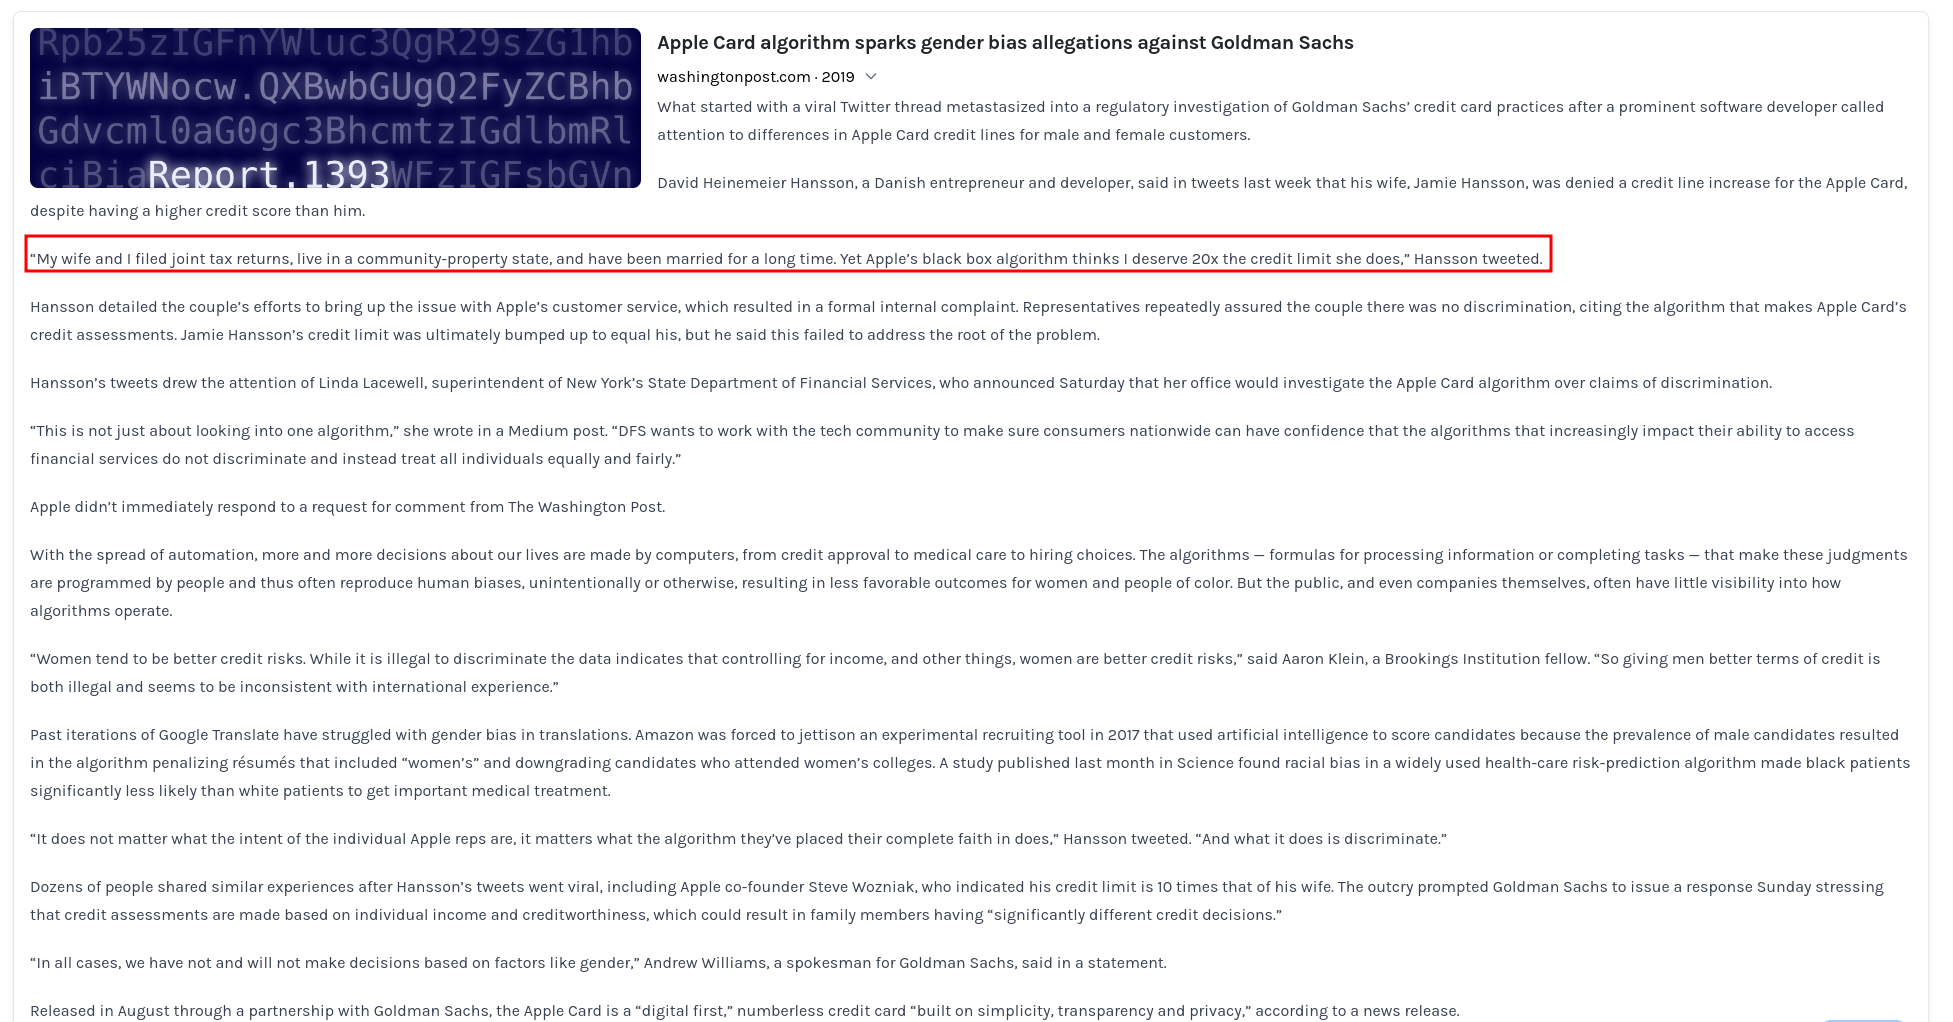 Rpb25zIGFnYWluc3QgR29sZG1hb
iBTYWNocw.QXBwbGUgQ2FyZCBhb
Gdvcml0aG0gc3BhcmtzIGdlbmRl
ciBiaReport.1393WFzIGFsbGVn
Apple Card algorithm sparks gender bias allegations against Goldman Sachs
washingtonpost.com · 2019
What started with a viral Twitter thread metastasized into a regulatory investigation of Goldman Sachs’ credit card practices after a prominent software developer called
attention to differences in Apple Card credit lines for male and female customers.
David Heinemeier Hansson, a Danish entrepreneur and developer, said in tweets last week that his wife, Jamie Hansson, was denied a credit line increase for the Apple Card,
despite having a higher credit score than him.
“My wife and I filed joint tax returns, live in a community-property state, and have been married for a long time. Yet Apple’s black box algorithm thinks I deserve 20x the credit limit she does,” Hansson tweeted.
Hansson detailed the couple’s efforts to bring up the issue with Apple’s customer service, which resulted in a formal internal complaint. Representatives repeatedly assured the couple there was no discrimination, citing the algorithm that makes Apple Card’s
credit assessments. Jamie Hansson’s credit limit was ultimately bumped up to equal his, but he said this failed to address the root of the problem.
Hansson’s tweets drew the attention of Linda Lacewell, superintendent of New York’s State Department of Financial Services, who announced Saturday that her office would investigate the Apple Card algorithm over claims of discrimination.
“This is not just about looking into one algorithm,” she wrote in a Medium post. “DFS wants to work with the tech community to make sure consumers nationwide can have confidence that the algorithms that increasingly impact their ability to access
financial services do not discriminate and instead treat all individuals equally and fairly.”
Apple didn’t immediately respond to a request for comment from The Washington Post.
With the spread of automation, more and more decisions about our lives are made by computers, from credit approval to medical care to hiring choices. The algorithms — formulas for processing information or completing tasks — that make these judgments
are programmed by people and thus often reproduce human biases, unintentionally or otherwise, resulting in less favorable outcomes for women and people of color. But the public, and even companies themselves, often have little visibility into how
algorithms operate.
“Women tend to be better credit risks. While it is illegal to discriminate the data indicates that controlling for income, and other things, women are better credit risks,” said Aaron Klein, a Brookings Institution fellow. “So giving men better terms of credit is
both illegal and seems to be inconsistent with international experience.”
Past iterations of Google Translate have struggled with gender bias in translations. Amazon was forced to jettison an experimental recruiting tool in 2017 that used artificial intelligence to score candidates because the prevalence of male candidates resulted
in the algorithm penalizing résumés that included “women’s” and downgrading candidates who attended women’s colleges. A study published last month in Science found racial bias in a widely used health-care risk-prediction algorithm made black patients
significantly less likely than white patients to get important medical treatment.
“It does not matter what the intent of the individual Apple reps are, it matters what the algorithm they’ve placed their complete faith in does,” Hansson tweeted. “And what it does is discriminate.”
Dozens of people shared similar experiences after Hansson’s tweets went viral, including Apple co-founder Steve Wozniak, who indicated his credit limit is 10 times that of his wife. The outcry prompted Goldman Sachs to issue a response Sunday stressing
that credit assessments are made based on individual income and creditworthiness, which could result in family members having “significantly different credit decisions.”
“In all cases, we have not and will not make decisions based on factors like gender,” Andrew Williams, a spokesman for Goldman Sachs, said in a statement.
Released in August through a partnership with Goldman Sachs, the Apple Card is a “digital first,” numberless credit card “built on simplicity, transparency and privacy,” according to a news release.